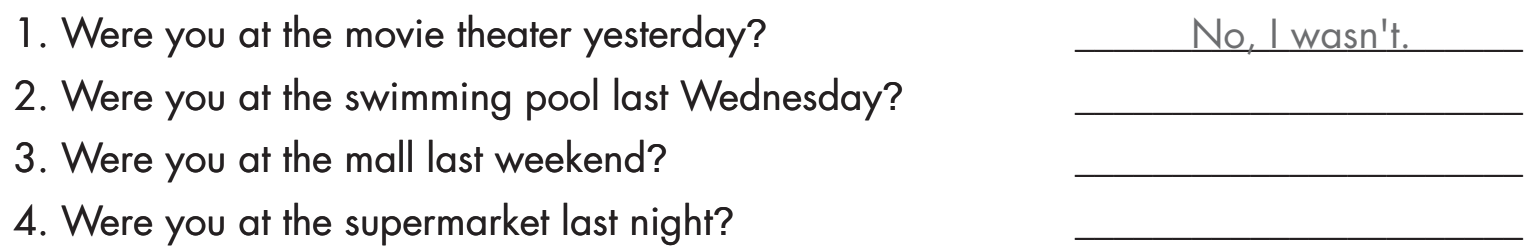 1. Were you at the movie theater yesterday? No, I wasn't.
2. Were you at the swimming pool last Wednesday?
3. Were you at the mall last weekend?
4. Were you at the supermarket last night?